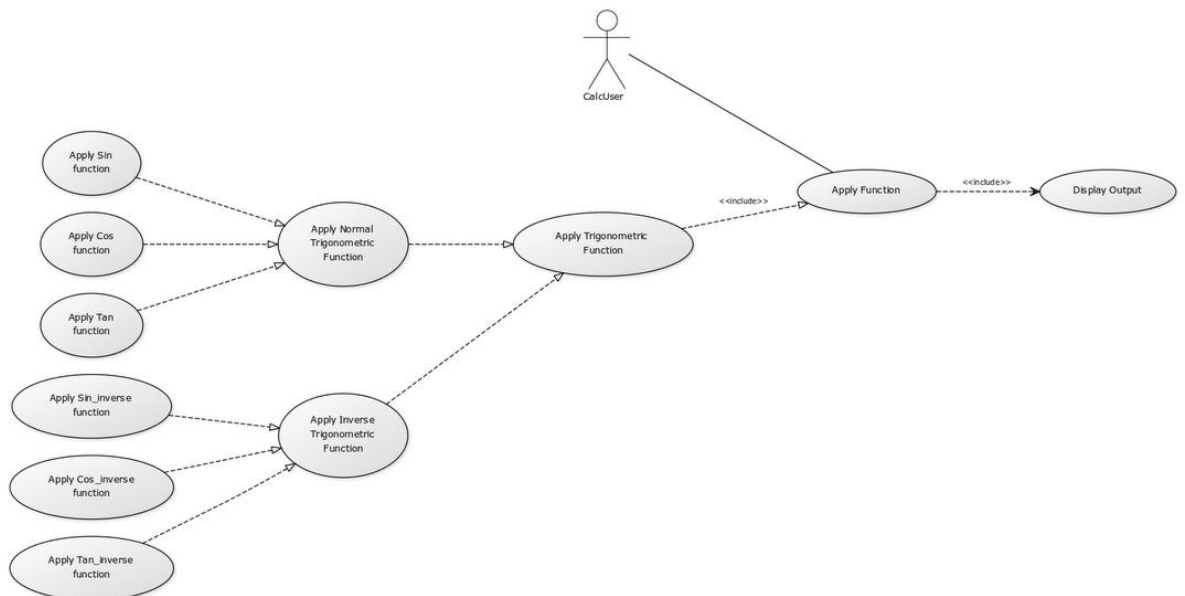 CalcUser
Apply Sin
function
Apply Cos
function
Apply Tan
function
Apply Sin_inverse
function
Apply Cos_inverse
function
Apply Tan_inverse
function
Apply Normal
Trigonometric
Function
Apply Inverse
Trigonometric
Function
Apply Trigonometric
Function
<<include>>
Apply Function
<<include>>
Display Output